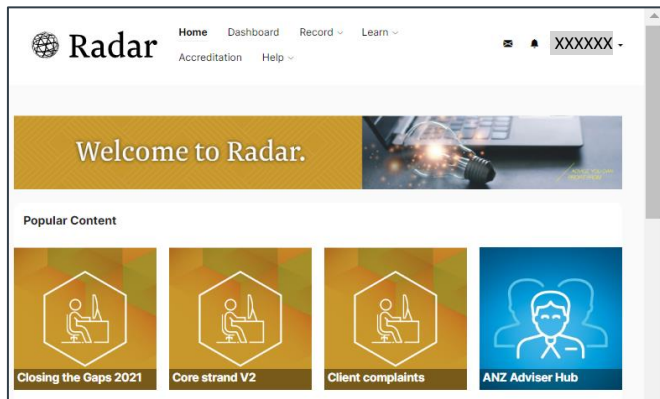 Radar
Home Dashboard Record Learn
Accreditation Help
XXXXXX
Welcome to Radar.
Popular Content
Closing the Gaps 2021
Core strand V2
Client complaints
ANZ Adviser Hub